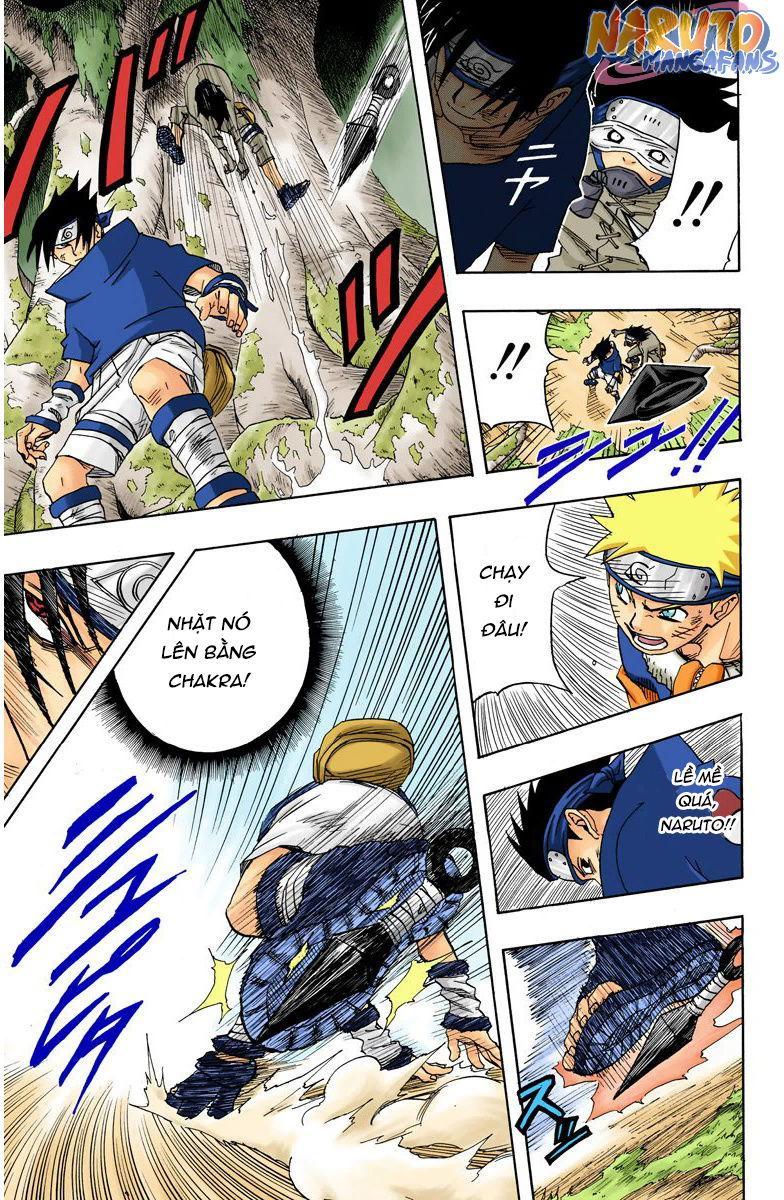 NARUTO
MANGAFANS
ニヤ
!!
!!
シュ!!
CHẠY
ĐI
ĐÂU!
LỀ MỀ
QUÁ,
NARUTO!!
NHẶT NÓ
LÊN BẰNG
CHAKRA!
スッ